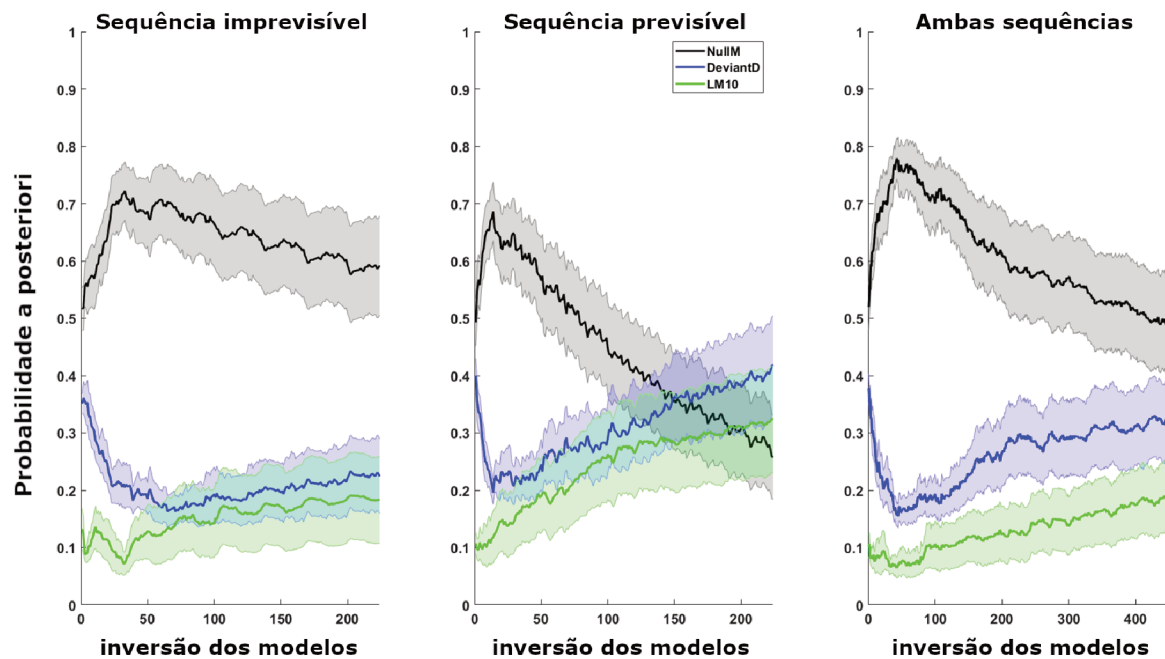 Sequência imprevisível
Sequência previsível
Ambas sequências
Probabilidade a posteriori
1
0.9
0.8
0.7
0.6
0.5
0.4
0.3
0.2
0.1
0
0 50 100 150 200
inversão dos modelos
1
0.9
0.8
0.7
0.6
0.5
0.4
0.3
0.2
0.1
0
NullM
DeviantD
LM10
0 50 100 150 200
inversão dos modelos
1
0.9
0.8
0.7
0.6
0.5
0.4
0.3
0.2
0.1
0
0 100 200 300 400
inversão dos modelos